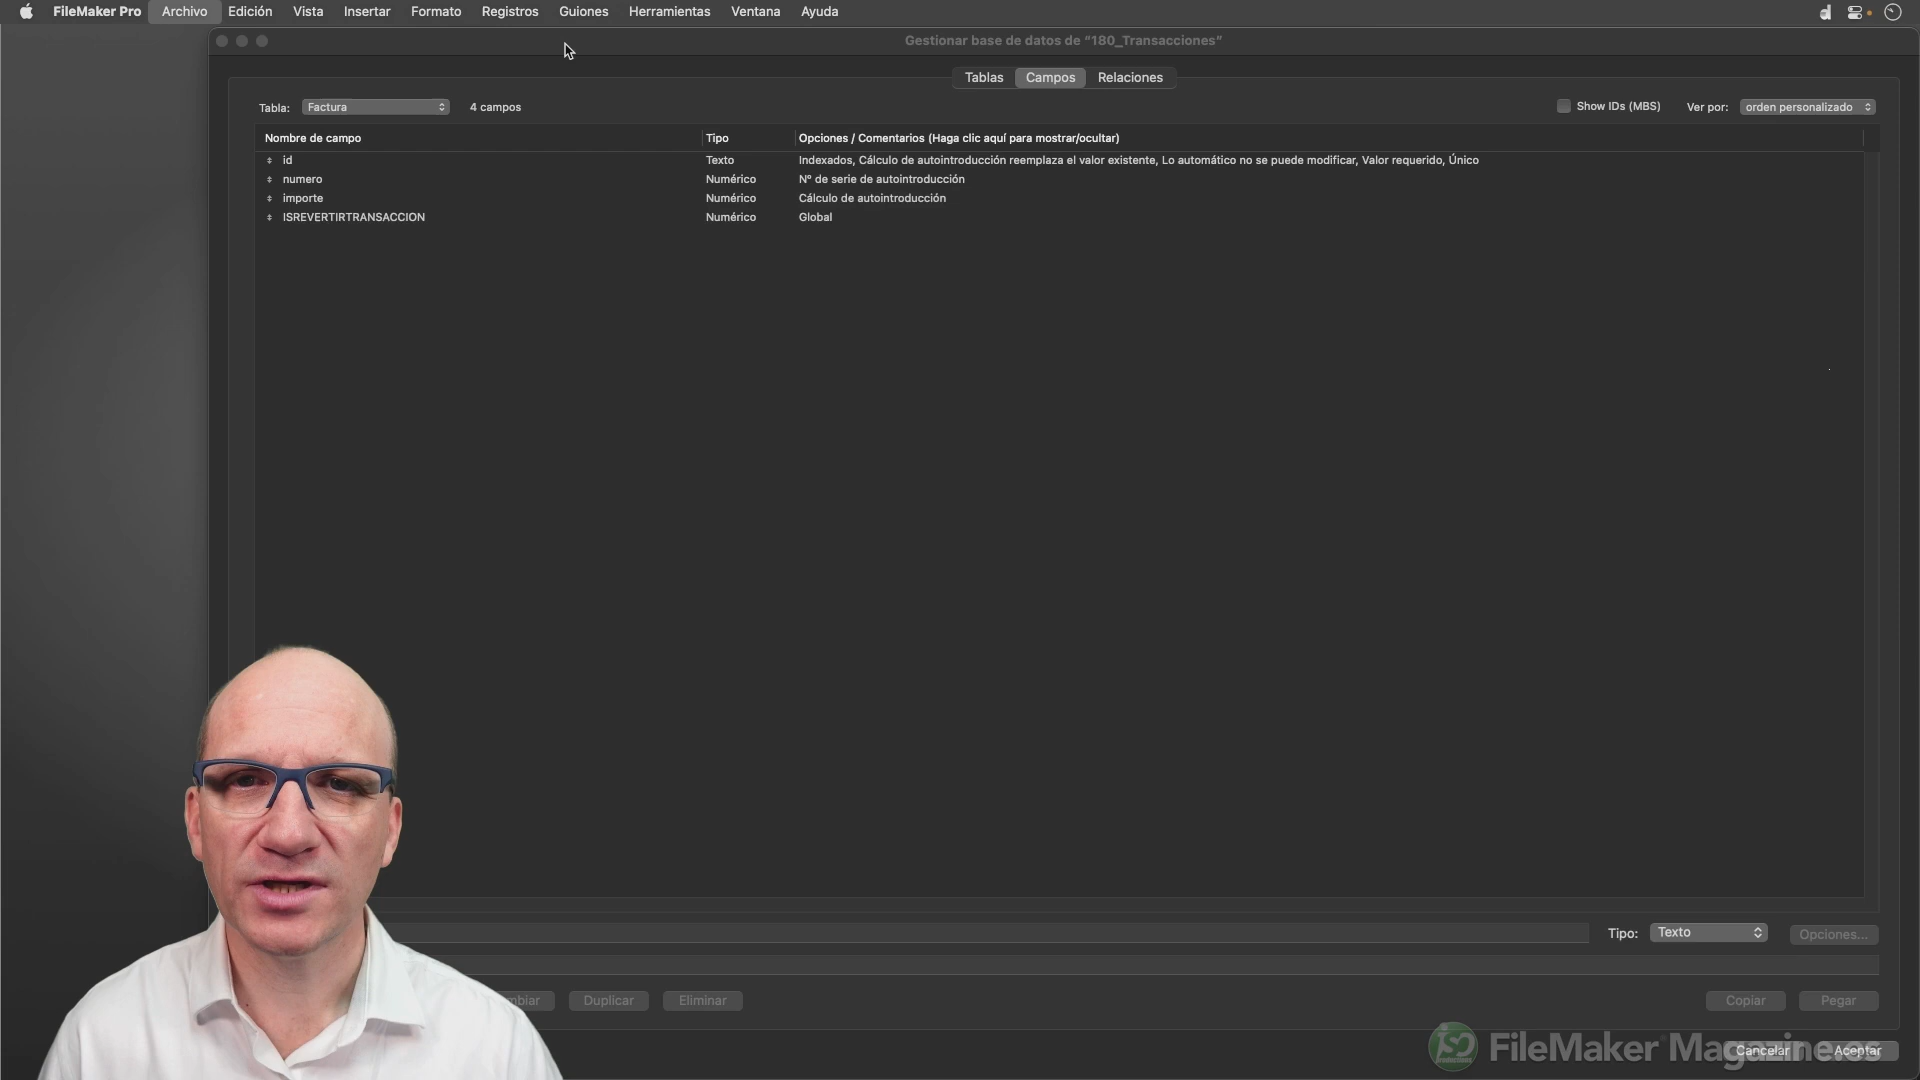 FileMaker Pro Archivo Edición Vista Insertar Formato Registros Guiones Herramientas Ventana Ayuda
Gestionar base de datos de "180_Transacciones"
Tablas Campos Relaciones
Tabla: Factura 4 campos Show IDs (MBS) Ver por: orden personalizado
Nombre de campo Tipo Opciones / Comentarios (Haga clic aquí para mostrar/ocultar)
id Texto Indexados, Cálculo de autointroducción reemplaza el valor existente, Lo automático no se puede modificar, Valor requerido, Único
numero Numérico Nº de serie de autointroducción
importe Numérico Cálculo de autointroducción
ISREVERTIRTRANSACCION Numérico Global
Tipo: Texto Opciones...
mbiar Duplicar Eliminar Copiar Pegar
FileMaker Magazine.es
Cancelar Aceptar